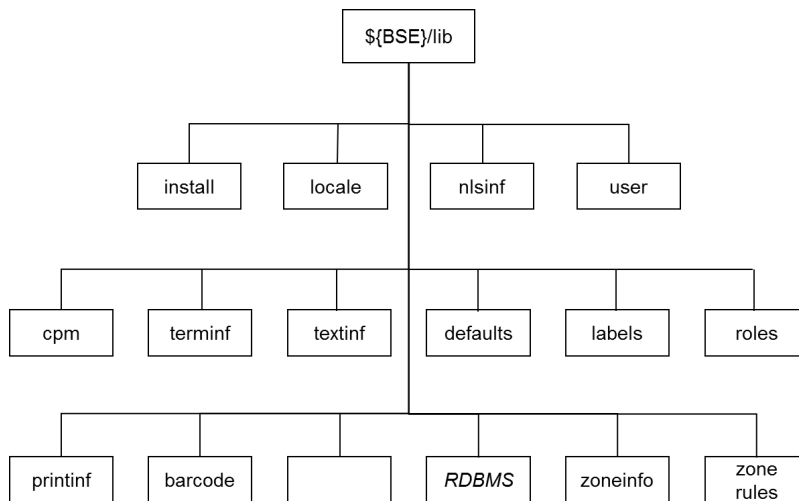 ${BSE}/lib
install
locale
nlsinf
user
cpm
terminf
textinf
defaults
labels
roles
printinf
barcode
RDBMS
zoneinfo
zone
rules